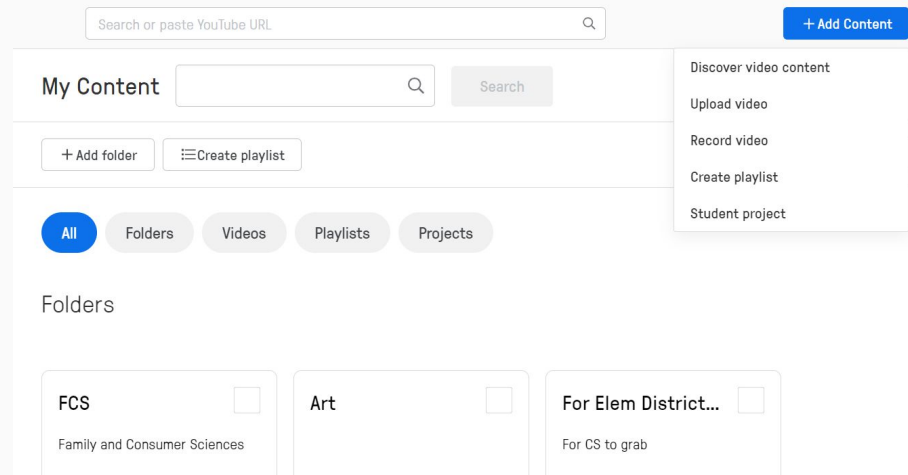 Search or paste YouTube URL
+ Add Content
Discover video content
Upload video
Record video
Create playlist
Student project
My Content
Search
+ Add folder
Create playlist
All
Folders
Videos
Playlists
Projects
Folders
FCS
Family and Consumer Sciences
Art
For Elem District...
For CS to grab